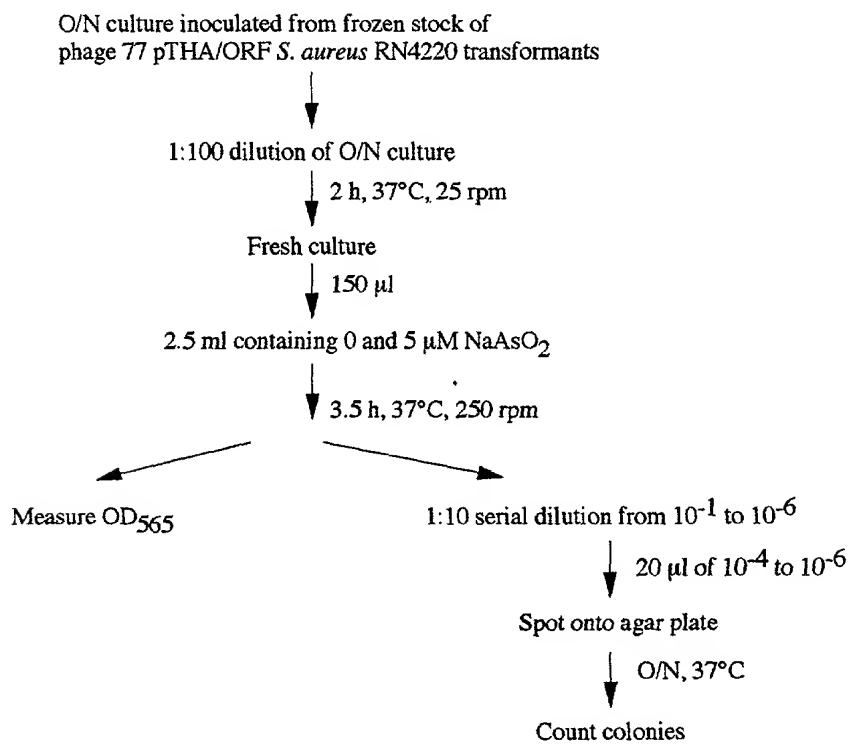 O/N culture inoculated from frozen stock of
phage 77 pTHA/ORF S. aureus RN4220 transformants
1:100 dilution of O/N culture
2 h, 37°C, 25 rpm
Fresh culture
150 μl
2.5 ml containing 0 and 5 μM NaAsO2
3.5 h, 37°C, 250 rpm
Measure OD565
1:10 serial dilution from 10-1 to 10-6
20 μl of 10-4 to 10-6
Spot onto agar plate
O/N, 37°C
Count colonies